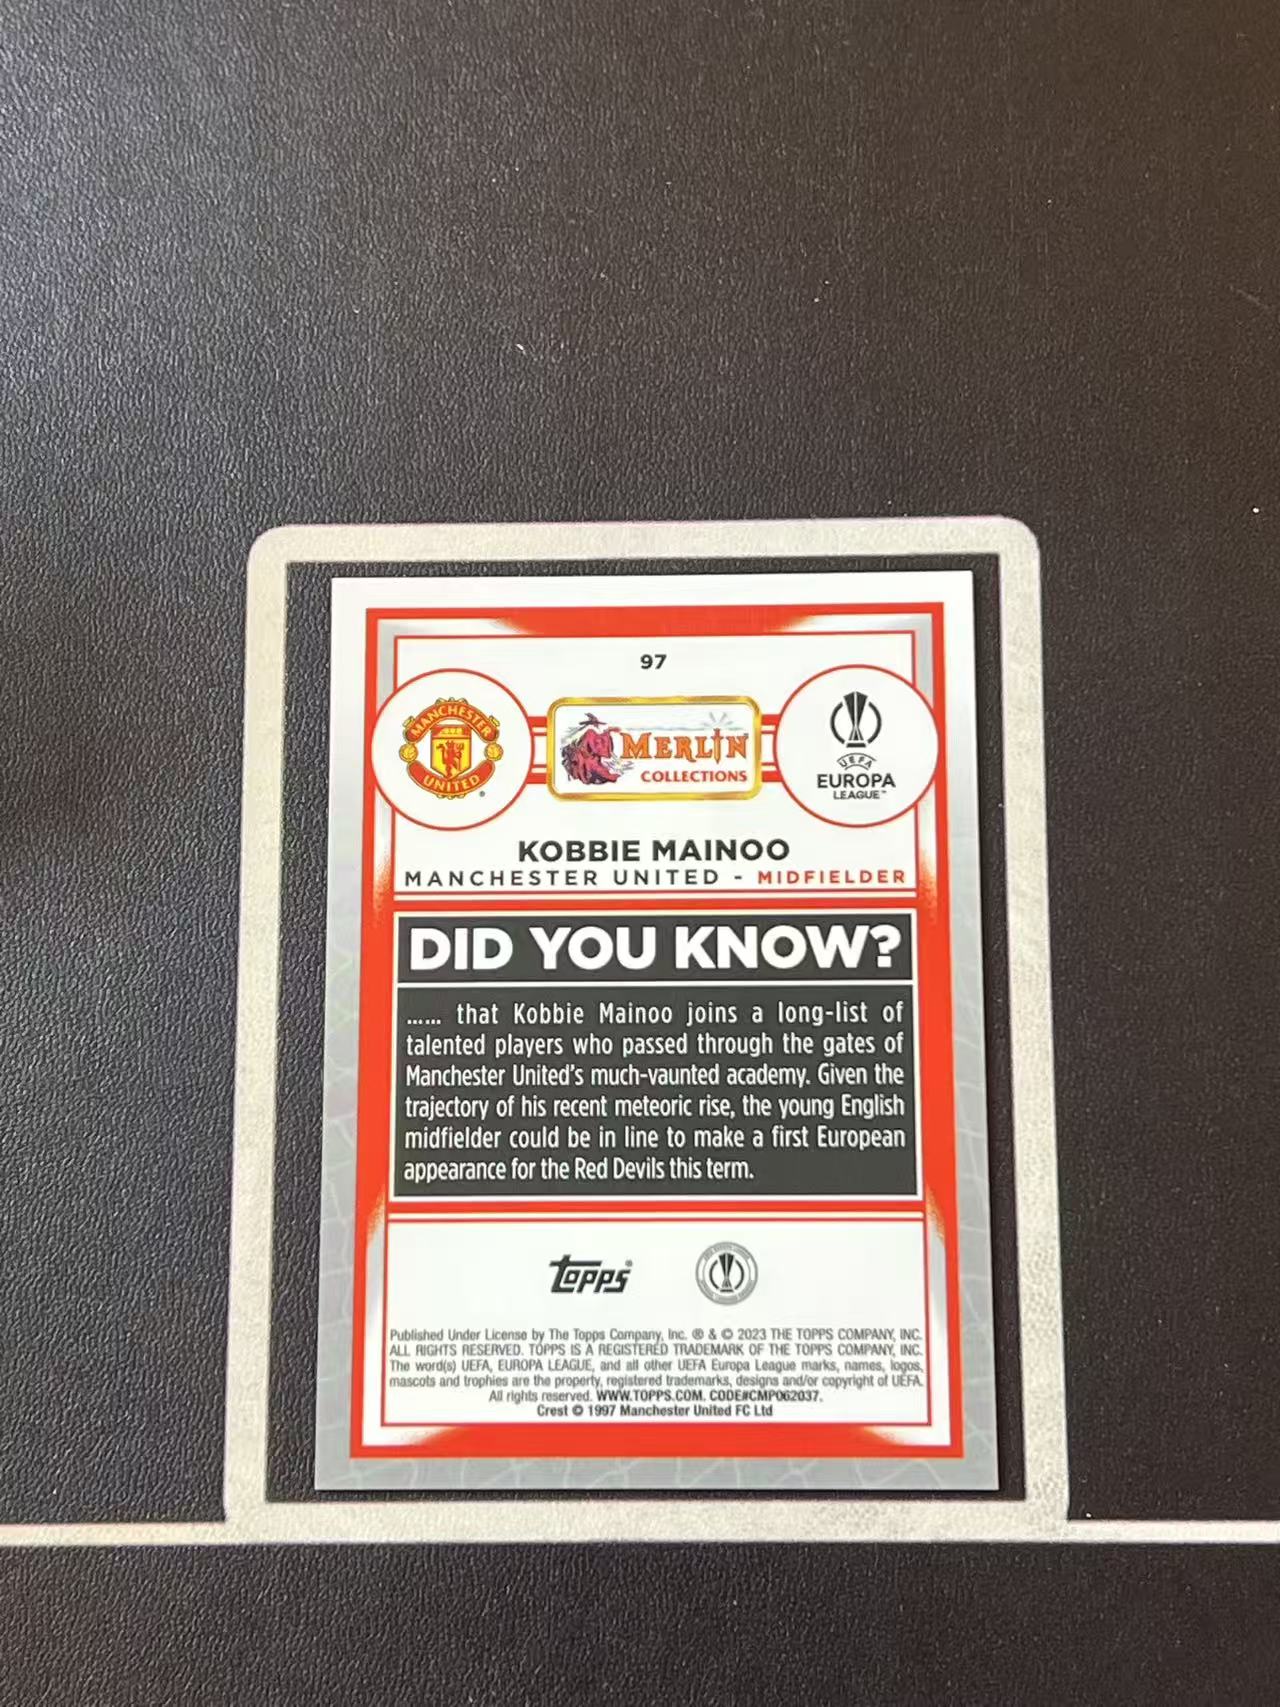 97
MANCHESTER
UNITED
MERLIN
COLLECTIONS
UEFA
EUROPA
LEAGUE™
KOBBIE MAINOO
MANCHESTER UNITED - MIDFIELDER
DID YOU KNOW?
...... that Kobbie Mainoo joins a long-list of
talented players who passed through the gates of
Manchester United's much-vaunted academy. Given the
trajectory of his recent meteoric rise, the young English
midfielder could be in line to make a first European
appearance for the Red Devils this term.
topps®
Published Under License by The Topps Company, Inc. ® & © 2023 THE TOPPS COMPANY, INC.
ALL RIGHTS RESERVED. TOPPS IS A REGISTERED TRADEMARK OF THE TOPPS COMPANY, INC.
The word(s) UEFA, EUROPA LEAGUE, and all other UEFA Europa League marks, names, logos,
mascots and trophies are the property, registered trademarks, designs and/or copyright of UEFA.
All rights reserved. WWW.TOPPS.COM. CODE#CMP062037.
Crest © 1997 Manchester United FC Ltd